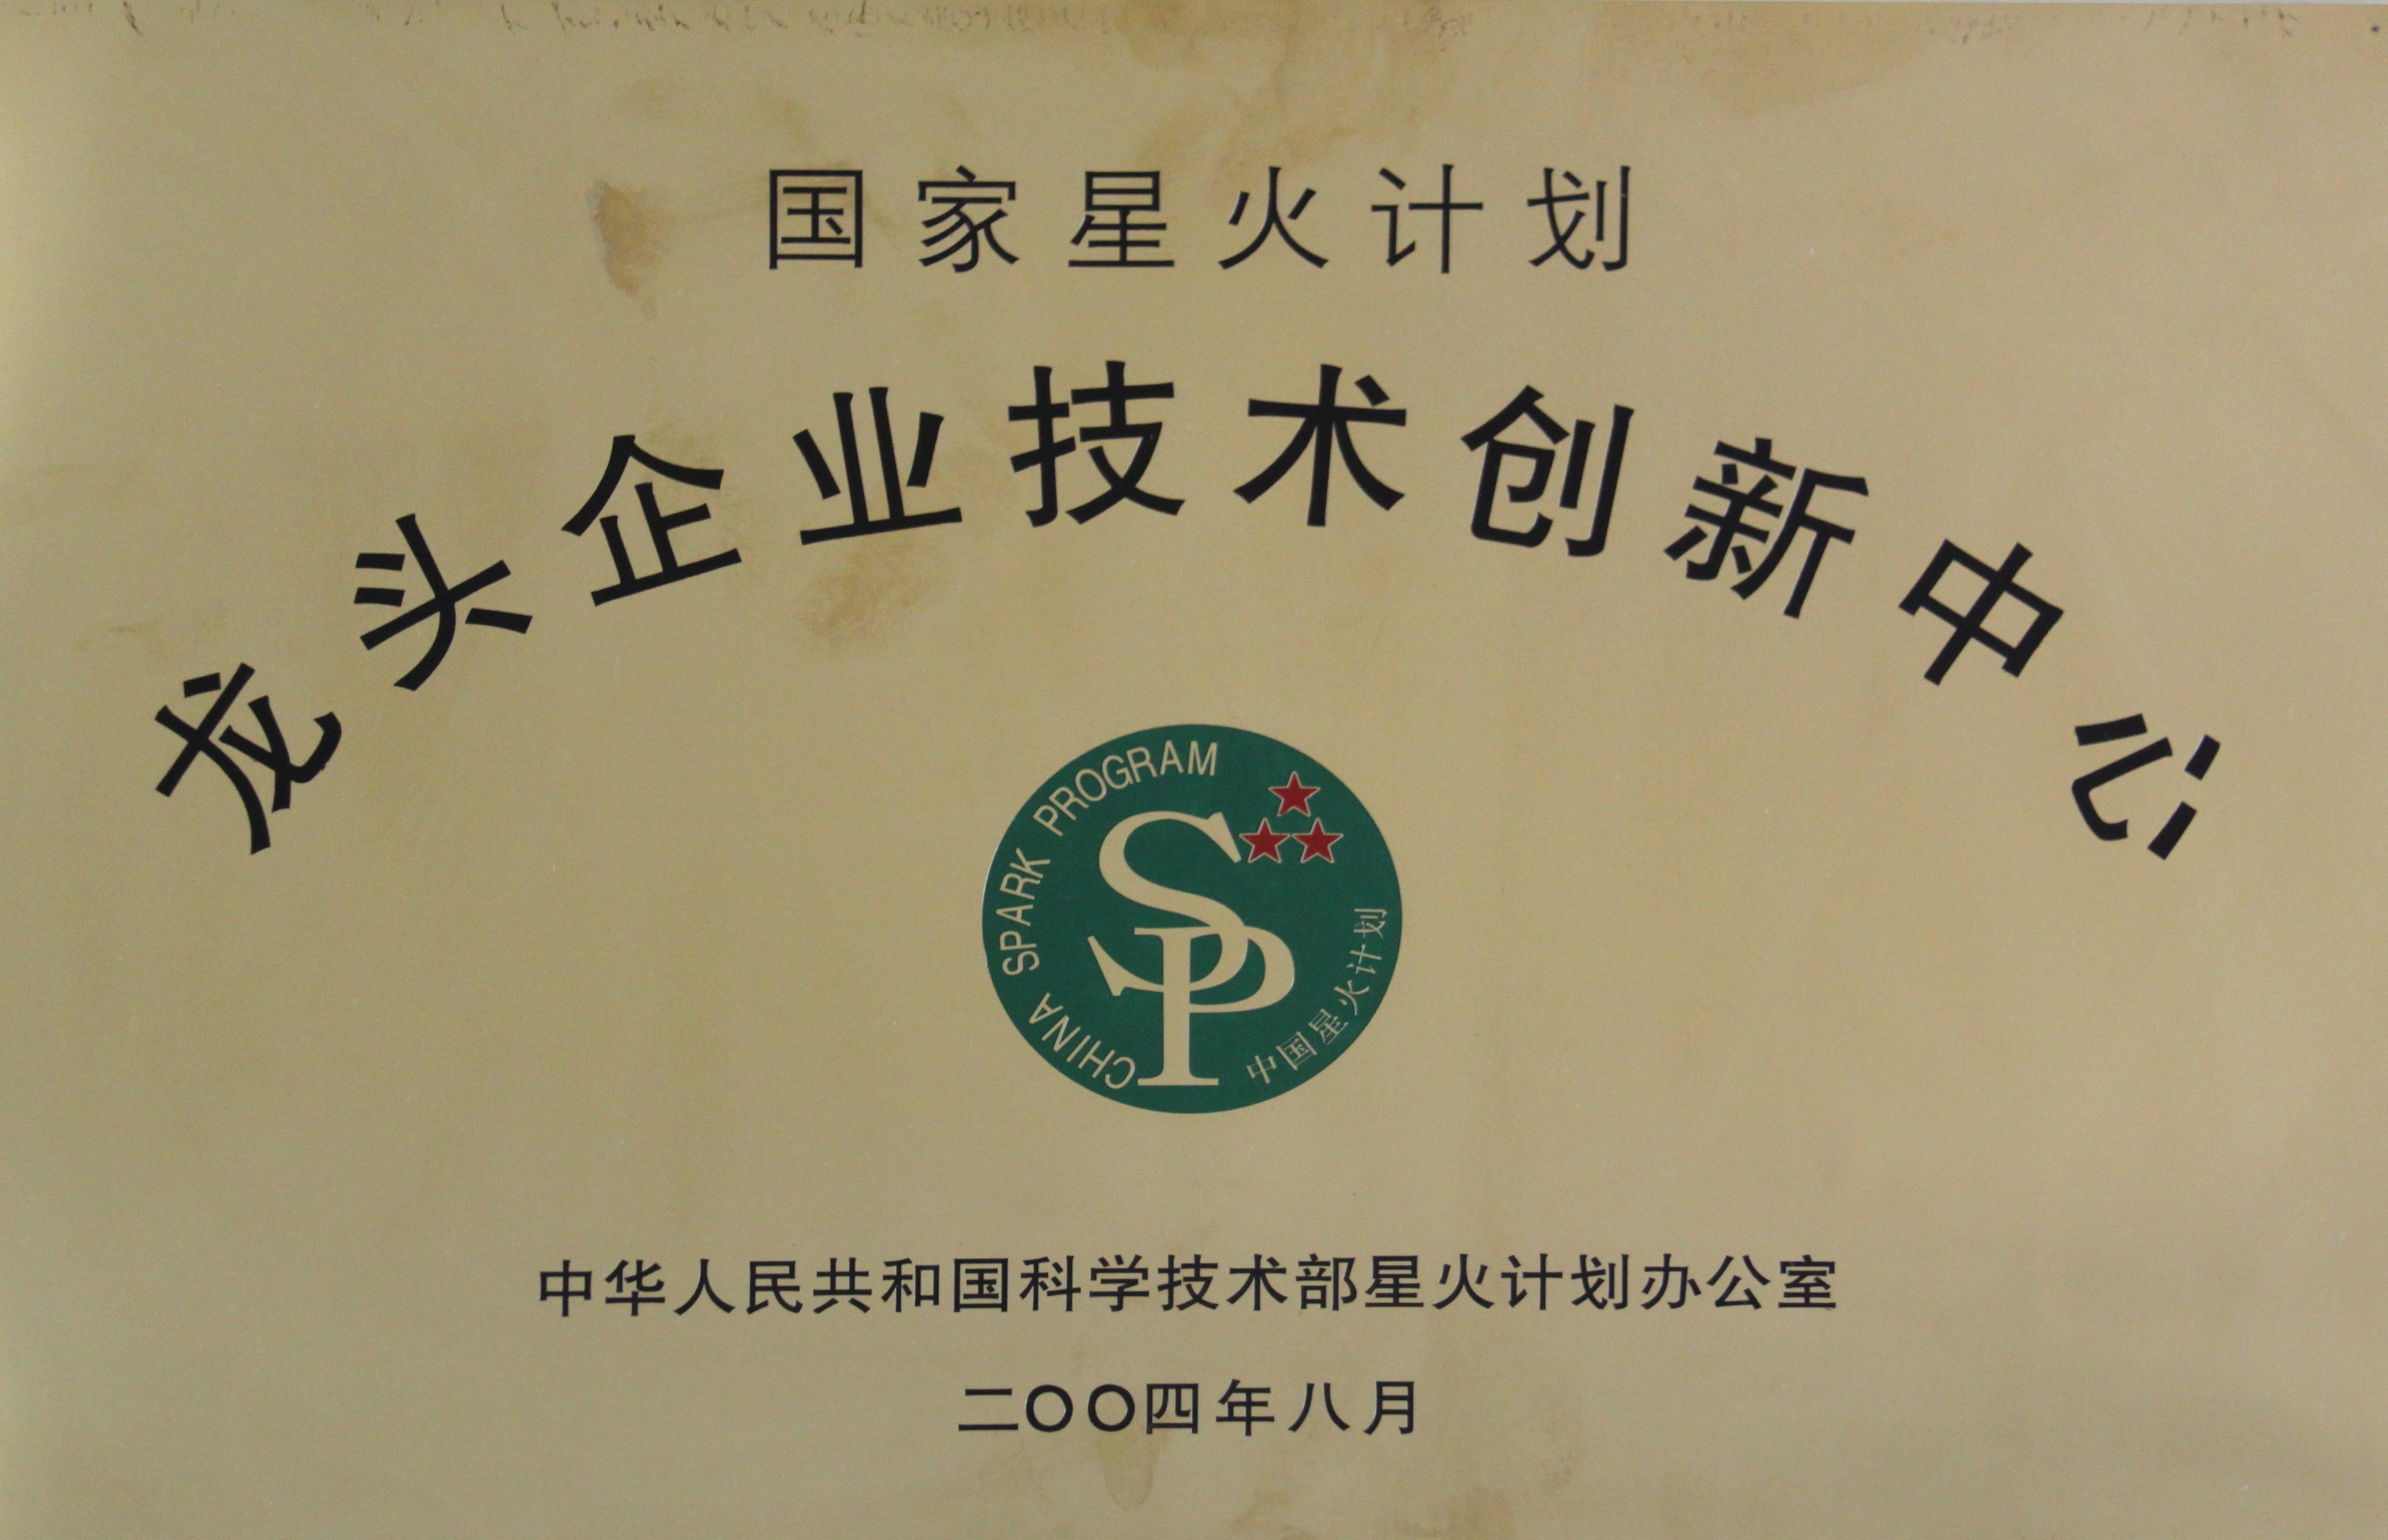 国家星火计划
龙头企业技术创新中心
CHINA SPARK PROGRAM
SP
中国星火计划
中华人民共和国科学技术部星火计划办公室
二〇〇四年八月